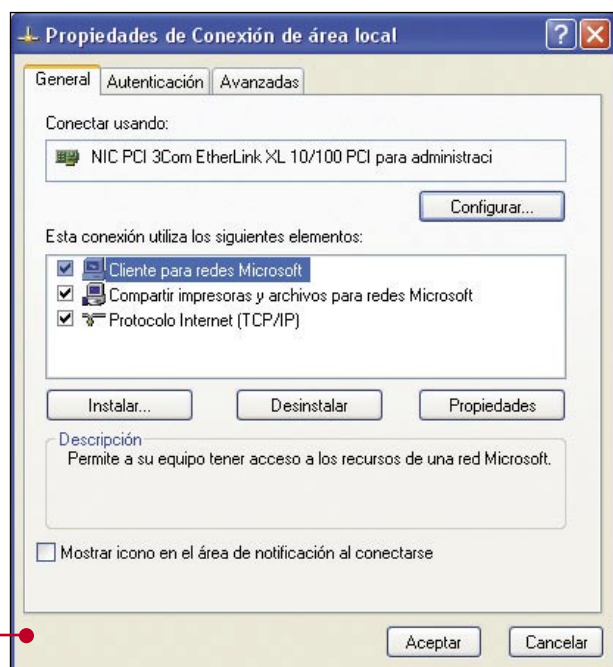 Propiedades de Conexión de área local
General Autenticación Avanzadas
Conectar usando:
NIC PCI 3Com EtherLink XL 10/100 PCI para administraci
Configurar...
Esta conexión utiliza los siguientes elementos:
Cliente para redes Microsoft
Compartir impresoras y archivos para redes Microsoft
Protocolo Internet (TCP/IP)
Instalar... Desinstalar Propiedades
Descripción
Permite a su equipo tener acceso a los recursos de una red Microsoft.
Mostrar icono en el área de notificación al conectarse
Aceptar Cancelar